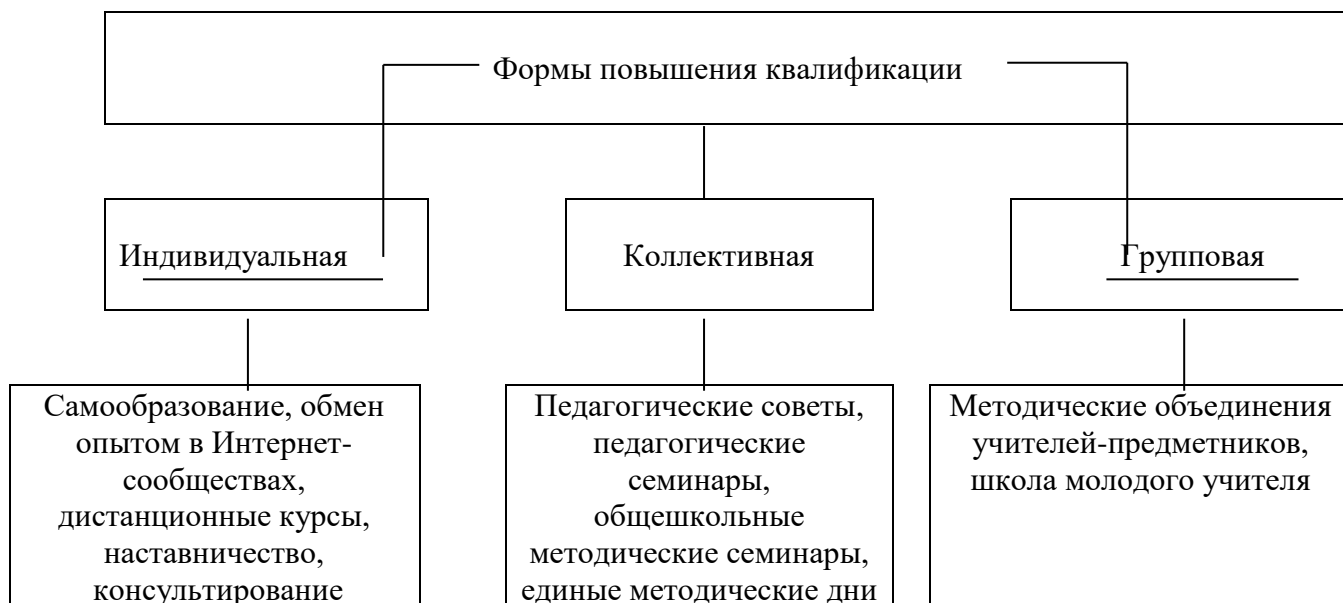 Формы повышения квалификации
Индивидуальная
Коллективная
Групповая
Самообразование, обмен
опытом в Интернет-
сообществах,
дистанционные курсы,
наставничество,
консультирование
Педагогические советы,
педагогические
семинары,
общешкольные
методические семинары,
единые методические дни
Методические объединения
учителей-предметников,
школа молодого учителя